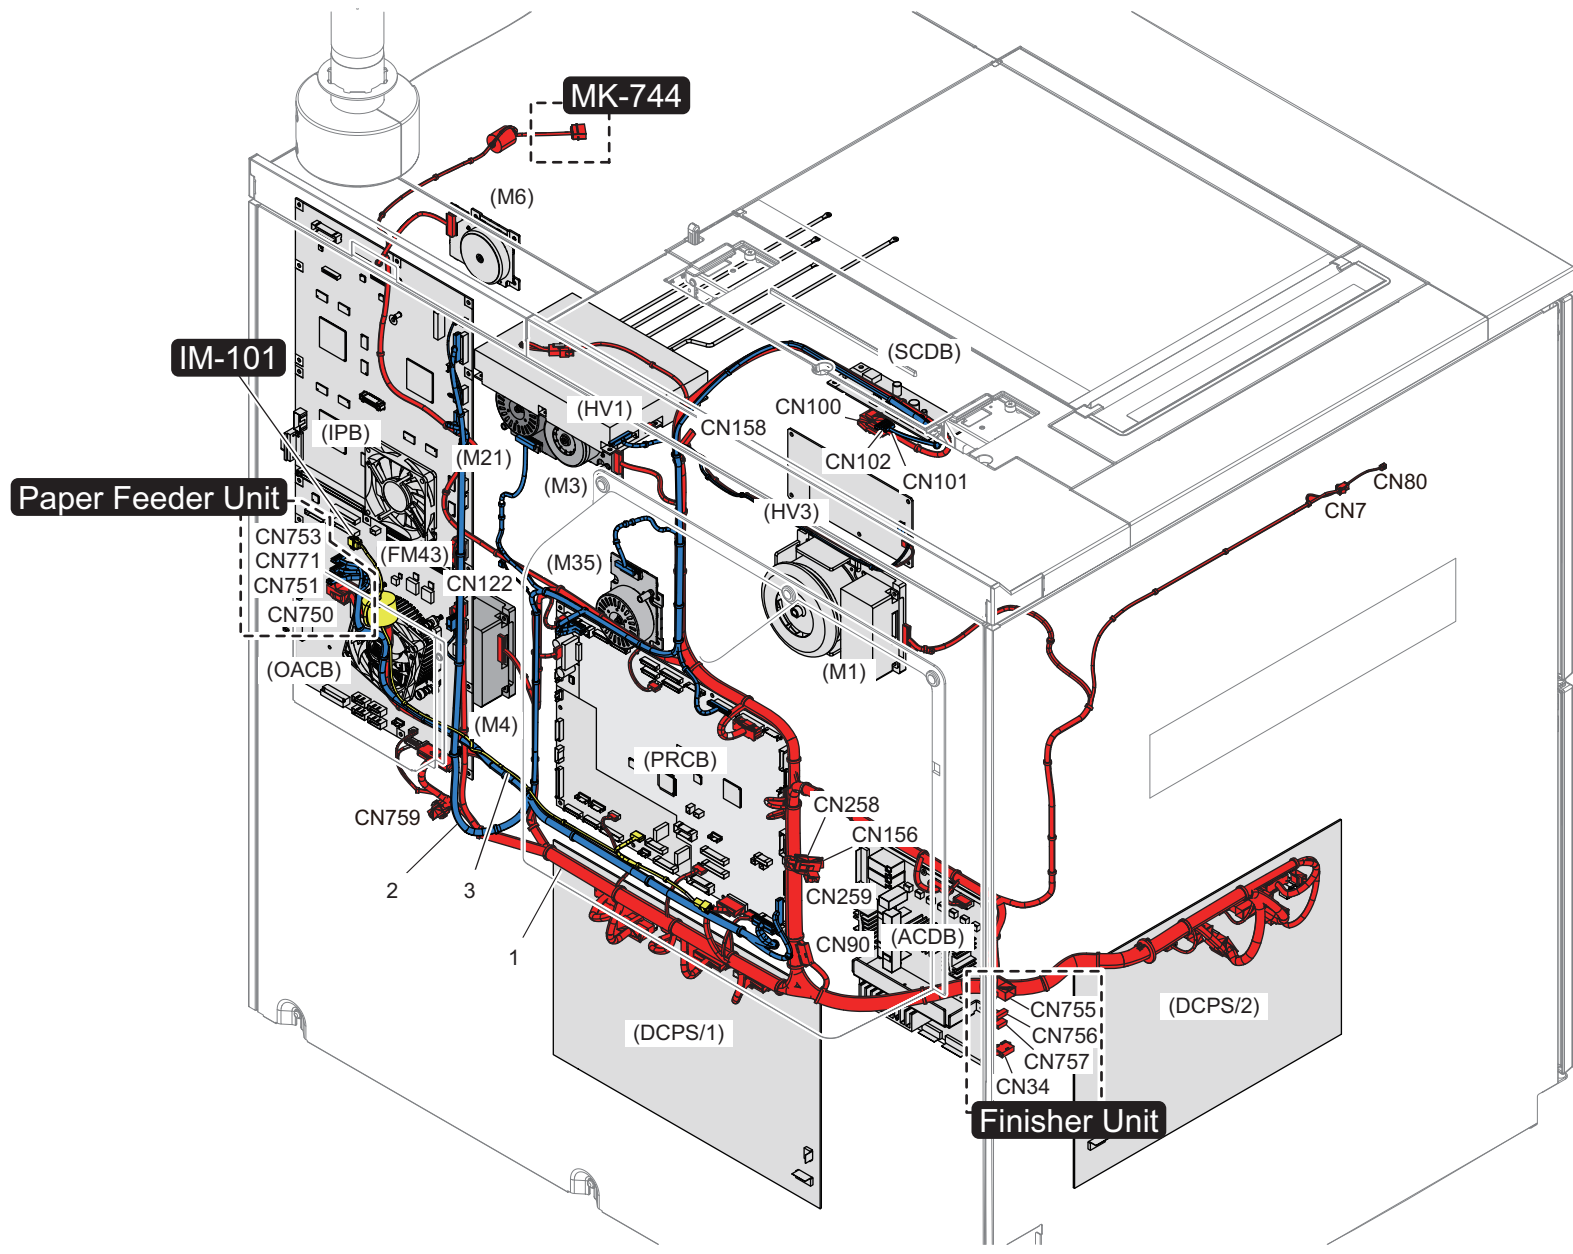 MK-744
(M6)
IM-101
(SCDB)
CN100
(HV1)
CN158
(IPB)
(M21)
CN102
CN101
CN80
(M3)
Paper Feeder Unit
(HV3)
CN7
CN753
(FM43)
(M35)
CN771
CN122
CN751
CN750
(OACB)
(M1)
(M4)
(PRCB)
CN759
CN258
CN156
2
3
CN259
1
CN90
(ACDB)
CN755
(DCPS/2)
(DCPS/1)
CN756
CN757
CN34
Finisher Unit